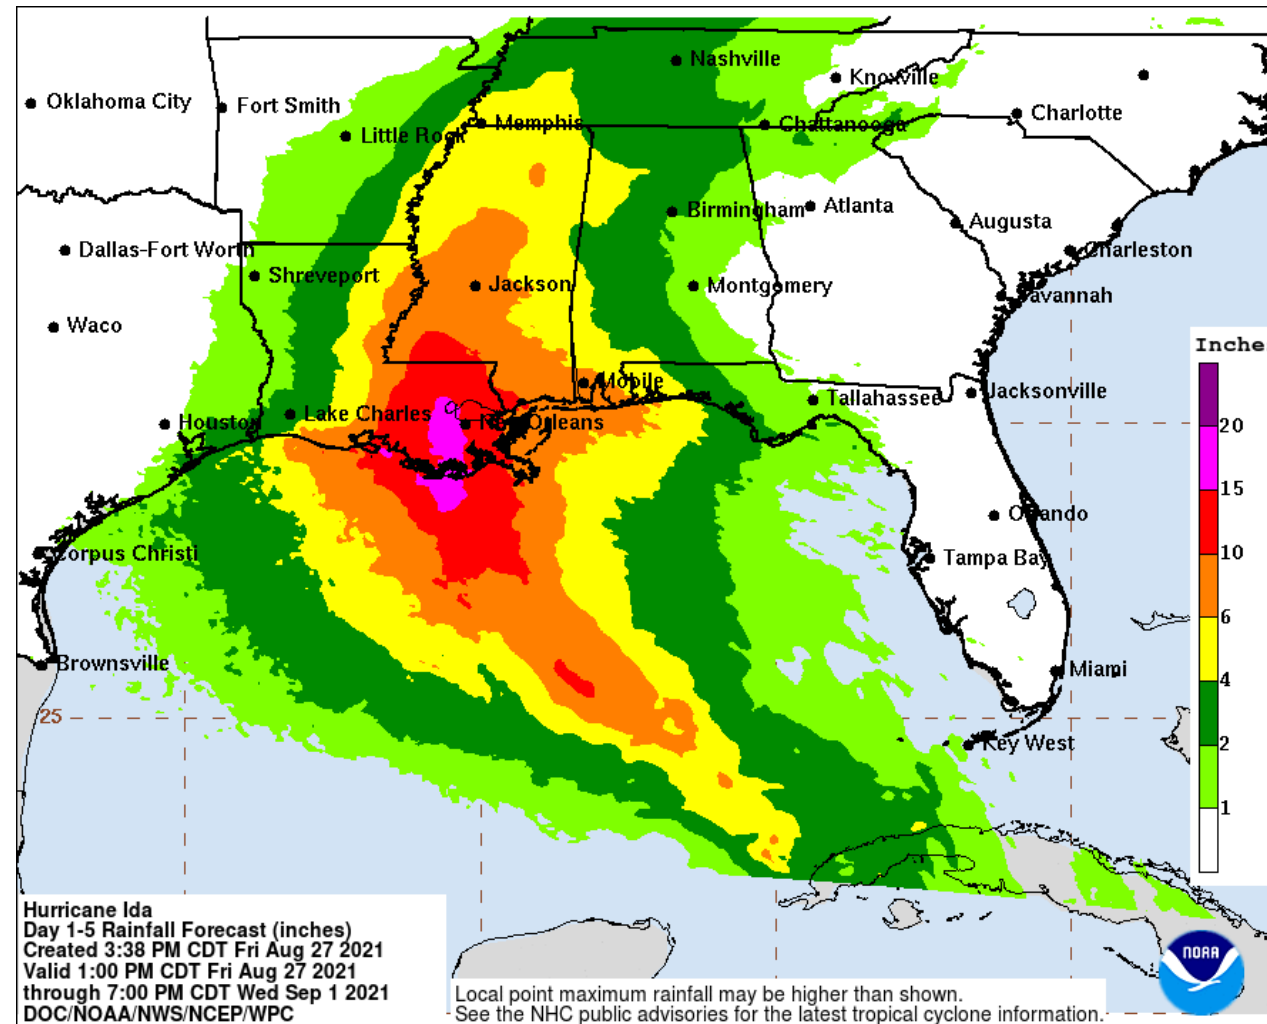 Nashville
Knoxville
Oklahoma City
Fort Smith
Charlotte
Memphis
Chattanooga
Little Rock
Birmingham
Atlanta
Augusta
Dallas-Fort Worth
Charleston
Shreveport
Jackson
Montgomery
Savannah
Waco
Inche
Mobile
Jacksonville
Tallahassee
Lake Charles
Houston
New Orleans
20
15
Orlando
10
Corpus Christi
Tampa Bay
6
Brownsville
Miami
4
25
Key West
2
1
Hurricane Ida
Day 1-5 Rainfall Forecast (inches)
Created 3:38 PM CDT Fri Aug 27 2021
Valid 1:00 PM CDT Fri Aug 27 2021
through 7:00 PM CDT Wed Sep 1 2021
DOC/NOAA/NWS/NCEP/WPC
NOAA
Local point maximum rainfall may be higher than shown.
See the NHC public advisories for the latest tropical cyclone information.